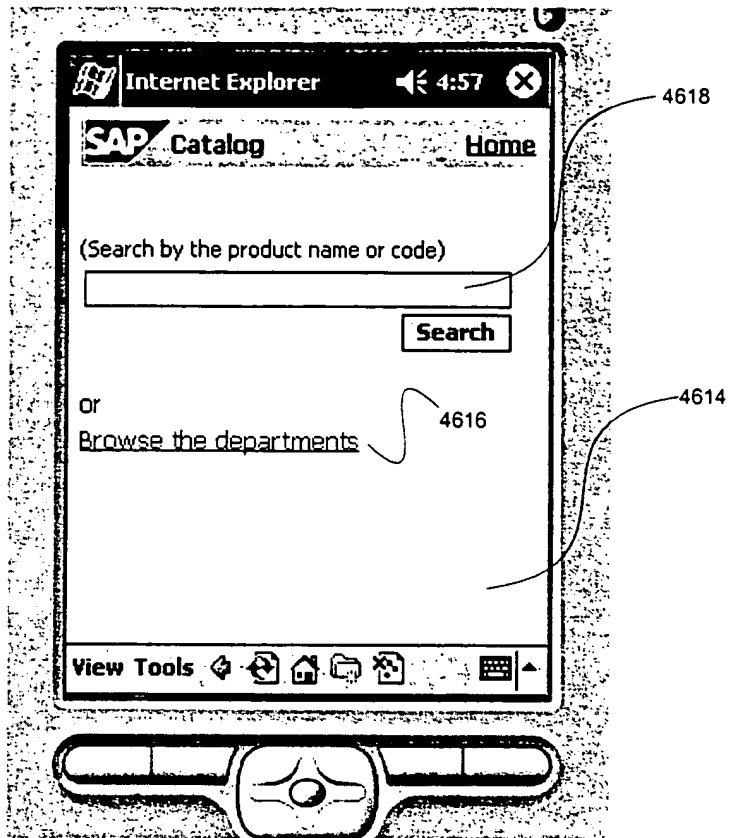 Internet Explorer 4:57
4618
SAP Catalog Home
(Search by the product name or code)
Search
4614
or
4616
Browse the departments
View Tools